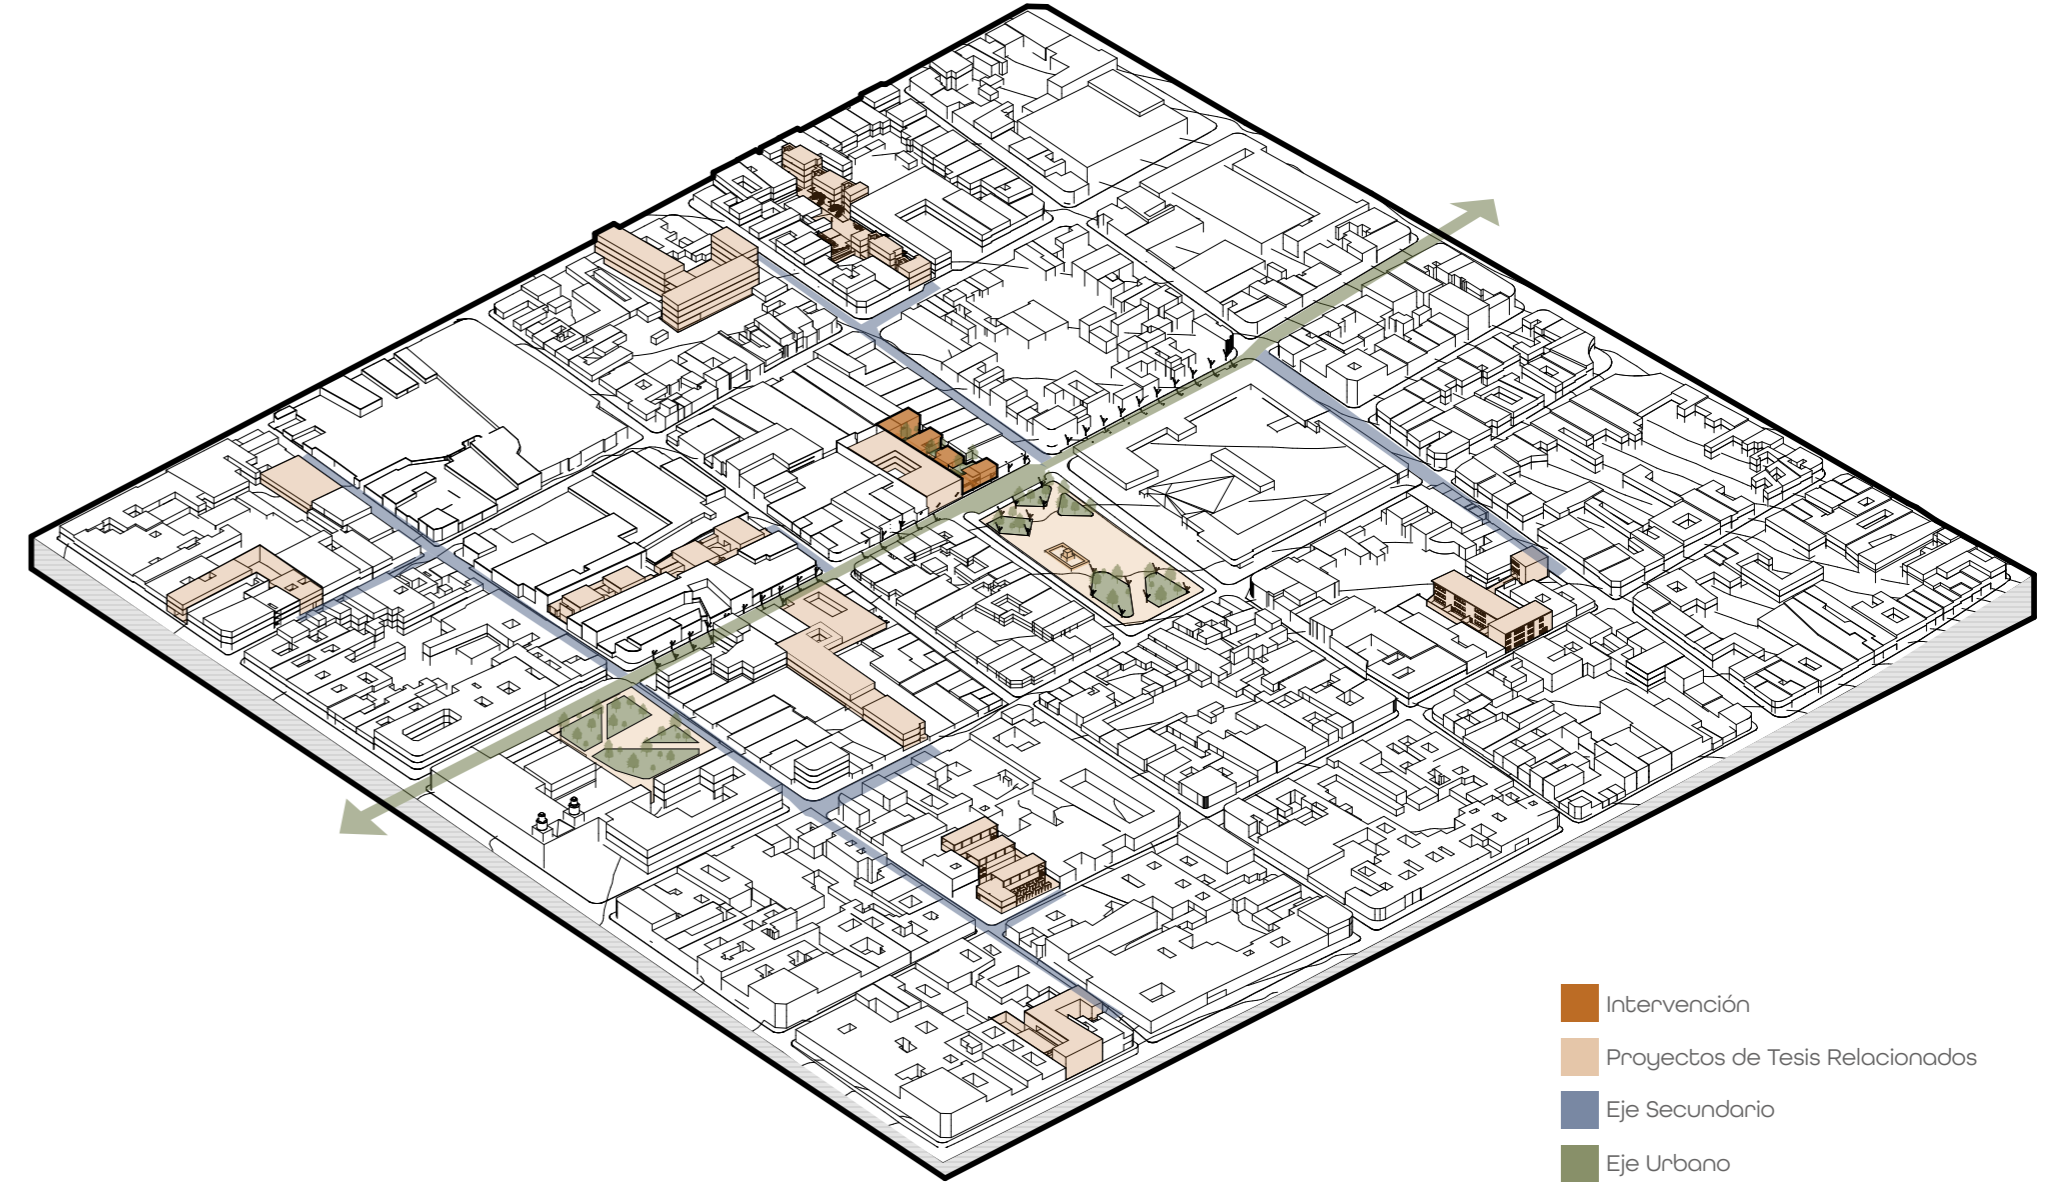 Intervención
Proyectos de Tesis Relacionados
Eje Secundario
Eje Urbano